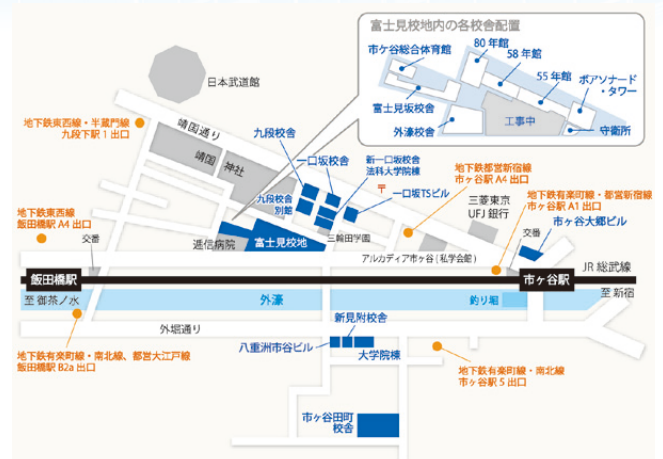 富士見校地内の各校舎配置
80 年館
58 年館
市ケ谷総合体育館
55 年館
ボアソナード
・タワー
富士見坂校舎
外濠校舎
工事中
守衛所
日本武道館
地下鉄東西線・半蔵門線
九段下駅 1 出口
靖国通り
靖国
神社
九段校舎
一口坂校舎
新一口坂校舎
法科大学院棟
〒
一口坂TSビル
九段校舎
別館
地下鉄都営新宿線
市ヶ谷駅 A4 出口
三菱東京
UFJ 銀行
地下鉄有楽町線・都営新宿線
市ヶ谷駅 A1 出口
市ヶ谷大郷ビル
地下鉄東西線
飯田橋駅 A4 出口
交番
逓信病院
富士見校地
三輪田学園
アルカディア市ヶ谷 ( 私学会館 )
交番
JR 総武線
飯田橋駅
市ヶ谷駅
至 御茶ノ水
外濠
釣り堀
至 新宿
外堀通り
新見附校舎
八重洲市谷ビル
大学院棟
地下鉄有楽町線・南北線、都営大江戸線
飯田橋駅 B2a 出口
地下鉄有楽町線・南北線
市ヶ谷駅 5 出口
市ヶ谷田町
校舎